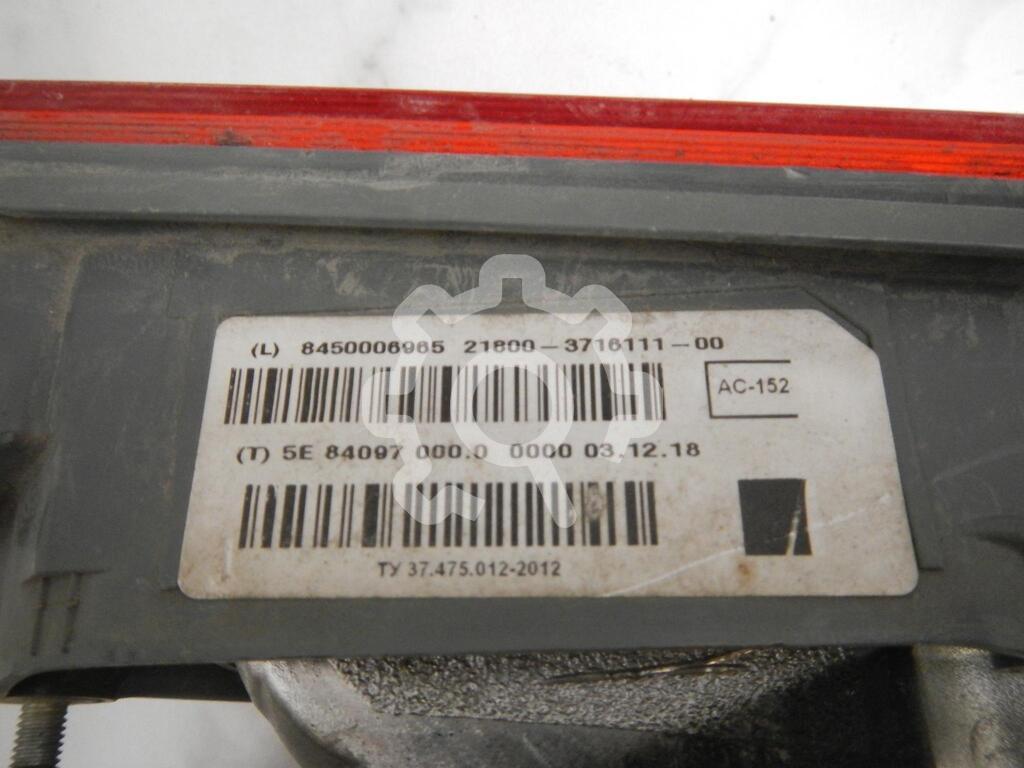 (L) 8450006965 21800-3716111-00
AC-152
(T) 5E 84097 000.0 0000 03.12.18
ТУ 37.475.012-2012